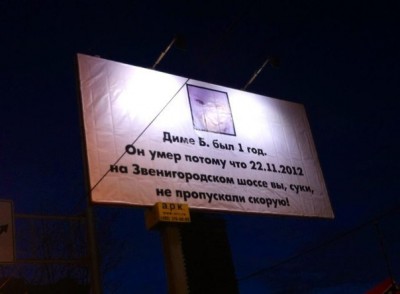 Диме Б. был 1 год.
Он умер потому что 22.11.2012
на Звенигородском шоссе вы, суки,
не пропускали скорую!
арк